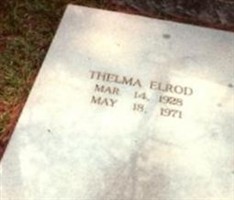 THELMA ELROD
MAR 14, 1928
MAY 18, 1971